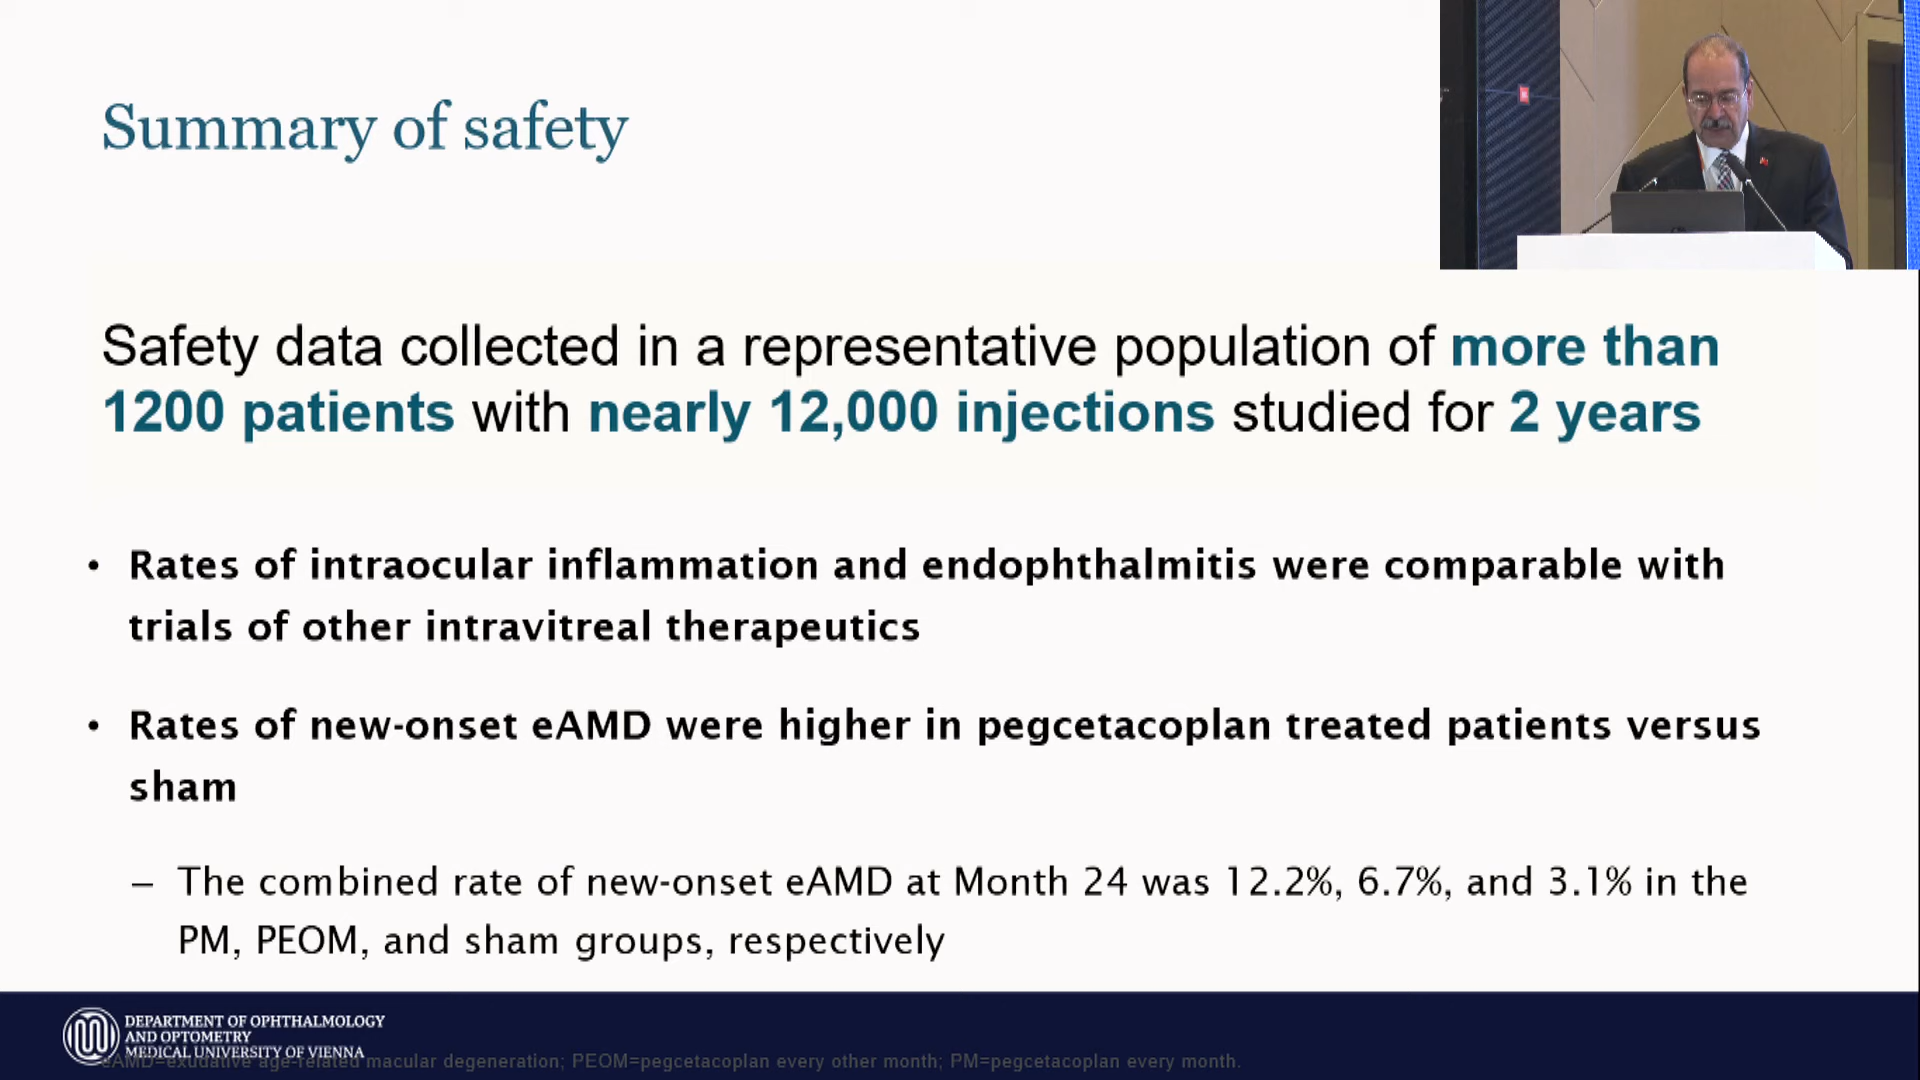 Summary of safety
Safety data collected in a representative population of more than
1200 patients with nearly 12,000 injections studied for 2 years
• Rates of intraocular inflammation and endophthalmitis were comparable with
trials of other intravitreal therapeutics
• Rates of new-onset eAMD were higher in pegcetacoplan treated patients versus
sham
– The combined rate of new-onset eAMD at Month 24 was 12.2%, 6.7%, and 3.1% in the
PM, PEOM, and sham groups, respectively
DEPARTMENT OF OPHTHALMOLOGY
AND OPTOMETRY
MEDICAL UNIVERSITY OF VIENNA
eAMD=exudative age-related macular degeneration; PEOM=pegcetacoplan every other month; PM=pegcetacoplan every month.